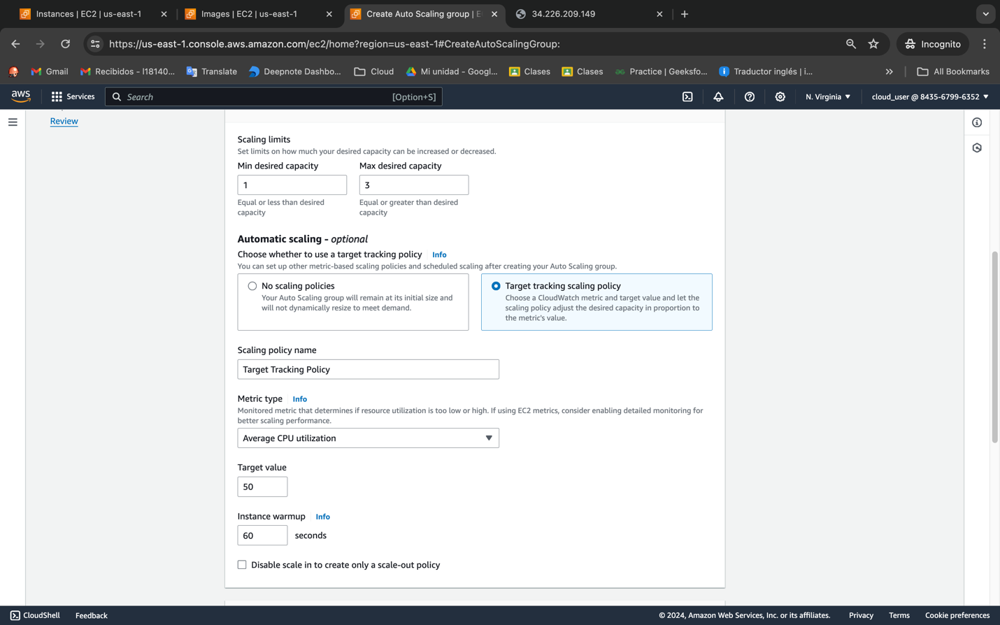 Instances | EC2 | us-east-1
Images | EC2 | us-east-1
Create Auto Scaling group | E
34.226.209.149
https://us-east-1.console.aws.amazon.com/ec2/home?region=us-east-1#CreateAutoScalingGroup:
Incognito
Gmail
Recibidos - l18140...
Translate
Deepnote Dashbo...
Cloud
Mi unidad - Googl...
Clases
Clases
Practice | Geeksfo...
Traductor inglés | i...
All Bookmarks
aws
Services
Search
[Option+S]
N. Virginia
cloud_user @ 8435-6799-6352
Review
Scaling limits
Set limits on how much your desired capacity can be increased or decreased.
Min desired capacity
Max desired capacity
1
3
Equal or less than desired
capacity
Equal or greater than desired
capacity
Automatic scaling - optional
Choose whether to use a target tracking policy
Info
You can set up other metric-based scaling policies and scheduled scaling after creating your Auto Scaling group.
No scaling policies
Your Auto Scaling group will remain at its initial size and
will not dynamically resize to meet demand.
Target tracking scaling policy
Choose a CloudWatch metric and target value and let the
scaling policy adjust the desired capacity in proportion to
the metric's value.
Scaling policy name
Target Tracking Policy
Metric type
Info
Monitored metric that determines if resource utilization is too low or high. If using EC2 metrics, consider enabling detailed monitoring for
better scaling performance.
Average CPU utilization
Target value
50
Instance warmup
Info
60
seconds
Disable scale in to create only a scale-out policy
CloudShell
Feedback
© 2024, Amazon Web Services, Inc. or its affiliates.
Privacy
Terms
Cookie preferences